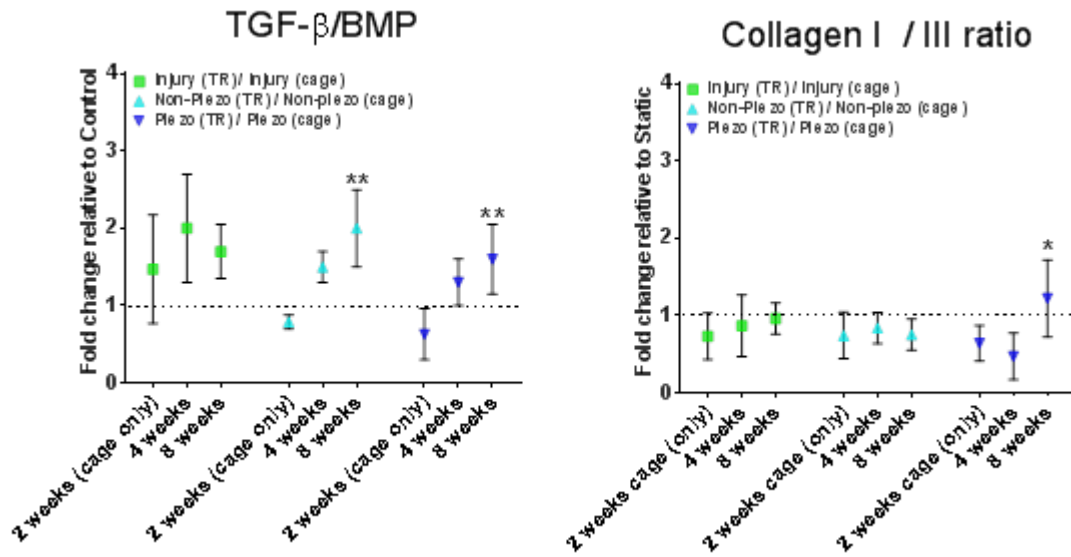 TGF-β/BMP
Fold change relative to Control
4
3
2
1
0
Injury (TR)/ Injury (cage)
Non-Piezo (TR)/ Non-piezo (cage)
Piezo (TR)/ Piezo (cage)
**
**
2 weeks (cage only)
4 weeks
8 weeks
2 weeks (cage only)
4 weeks
8 weeks
2 weeks (cage only)
4 weeks
8 weeks
Collagen I / III ratio
Fold change relative to Static
4
3
2
1
0
Injury (TR)/ Injury (cage)
Non-Piezo (TR)/ Non-piezo (cage)
Piezo (TR)/ Piezo (cage)
*
2 weeks cage (only)
4 weeks
8 weeks
2 weeks cage (only)
4 weeks
8 weeks
2 weeks cage (only)
4 weeks
8 weeks